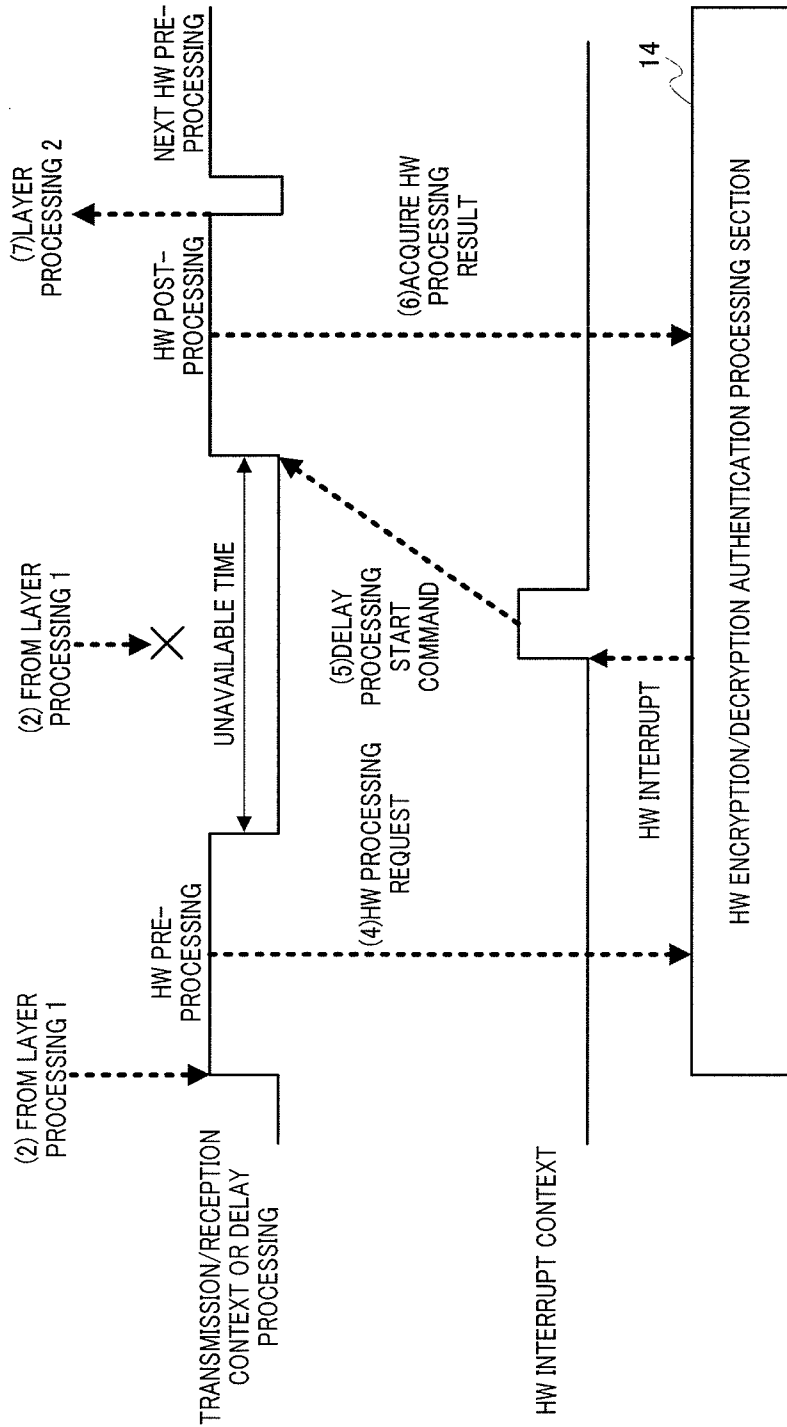 (2) FROM LAYER
PROCESSING 1
(2) FROM LAYER
PROCESSING 1
(7)LAYER
PROCESSING 2
TRANSMISSION/RECEPTION
CONTEXT OR DELAY
PROCESSING
HW PRE-
PROCESSING
UNAVAILABLE TIME
HW POST-
PROCESSING
NEXT HW PRE-
PROCESSING
(4)HW PROCESSING
REQUEST
(5)DELAY
PROCESSING
START
COMMAND
(6)ACQUIRE HW
PROCESSING
RESULT
HW INTERRUPT CONTEXT
HW INTERRUPT
14
HW ENCRYPTION/DECRYPTION AUTHENTICATION PROCESSING SECTION